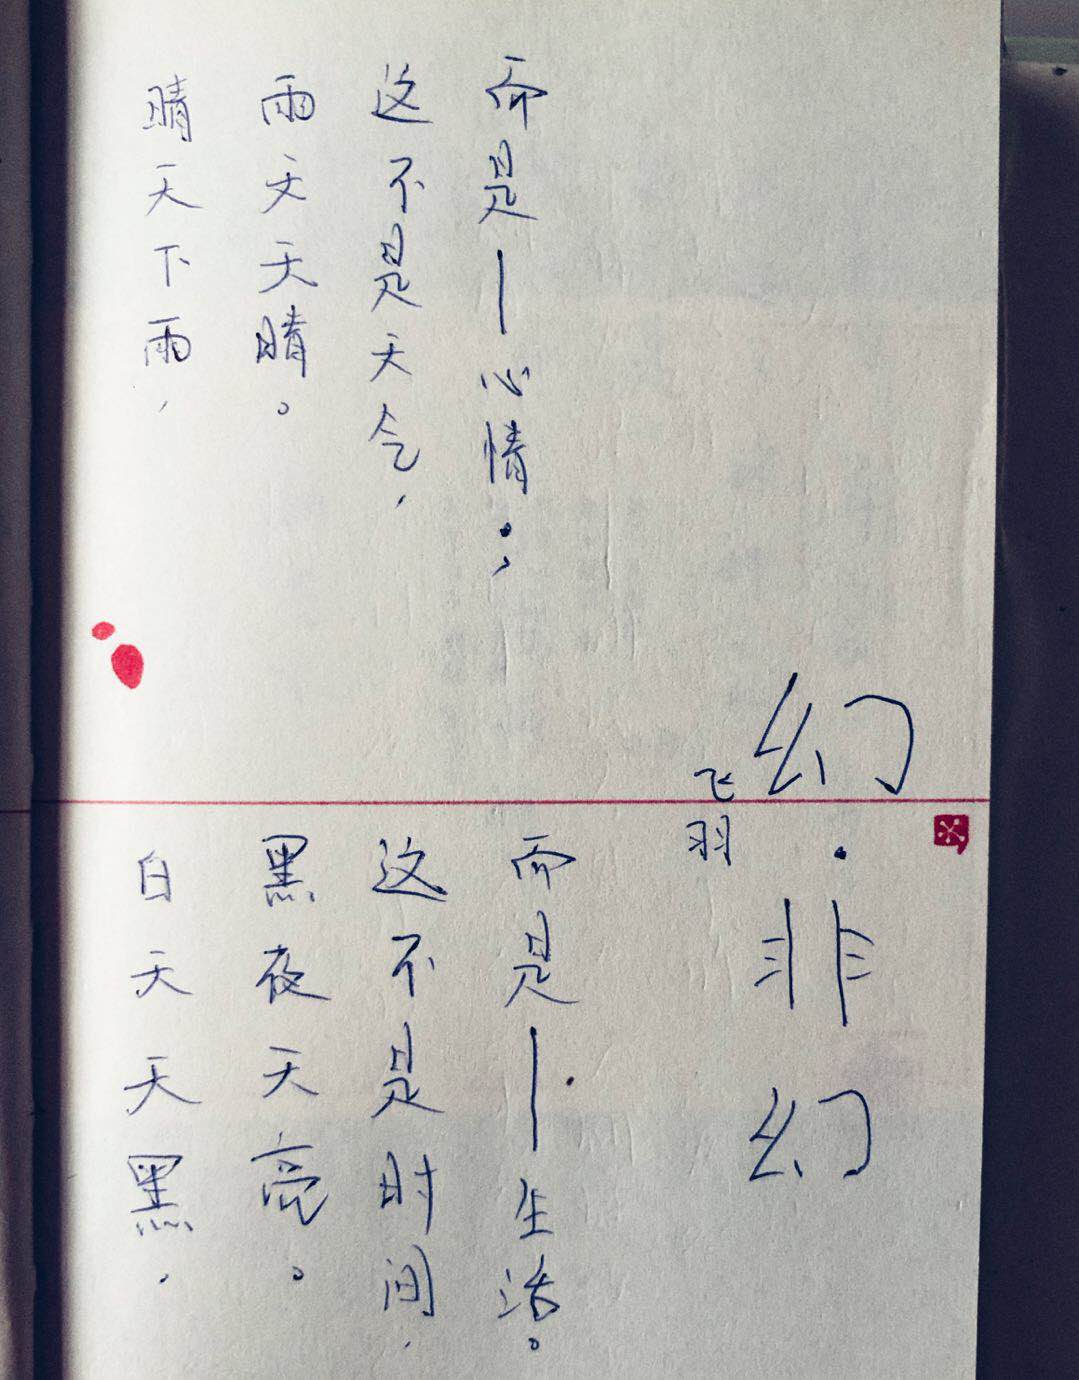 幻·非幻
飞羽
晴天下雨，
雨天天晴。
这不是天气，
而是—心情；
白天天黑，
黑夜天亮。
这不是时间，
而是—生活。